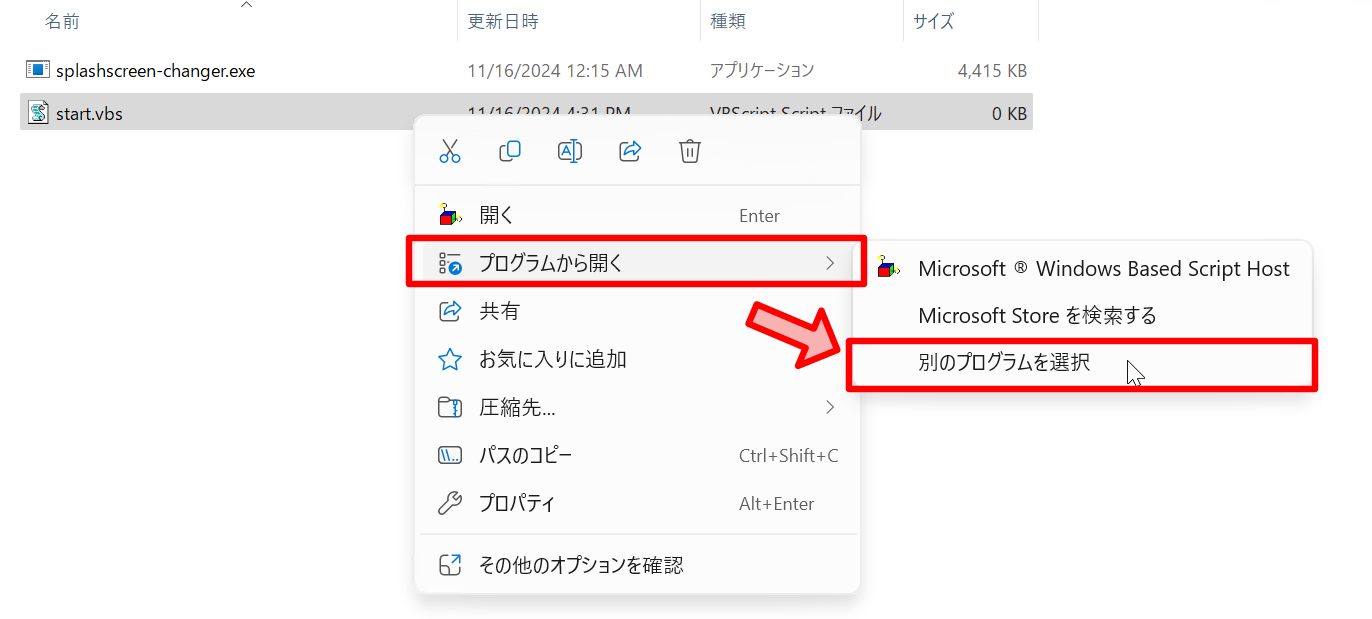 名前 更新日時 種類 サイズ
splashscreen-changer.exe 11/16/2024 12:15 AM アプリケーション 4,415 KB
start.vbs 11/16/2024 4:31 PM VBScript Script ファイル 0 KB
開く Enter
プログラムから開く
共有
お気に入りに追加
圧縮先...
パスのコピー Ctrl+Shift+C
プロパティ Alt+Enter
その他のオプションを確認
Microsoft ® Windows Based Script Host
Microsoft Store を検索する
別のプログラムを選択